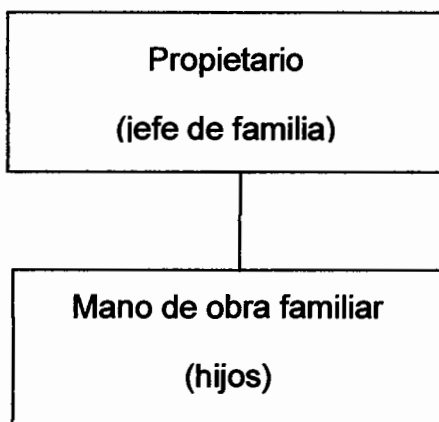 Propietario
(jefe de familia)
Mano de obra familiar
(hijos)